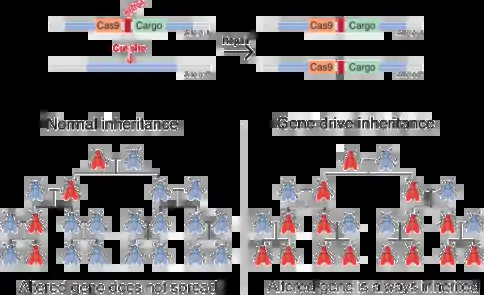 gRNA
Cas9 Cargo
Cas9 Cargo
Cut site
Repair
Cas9 Cargo
Normal inheritance
Gene drive inheritance
Altered gene does not spread
Altered gene is always inherited